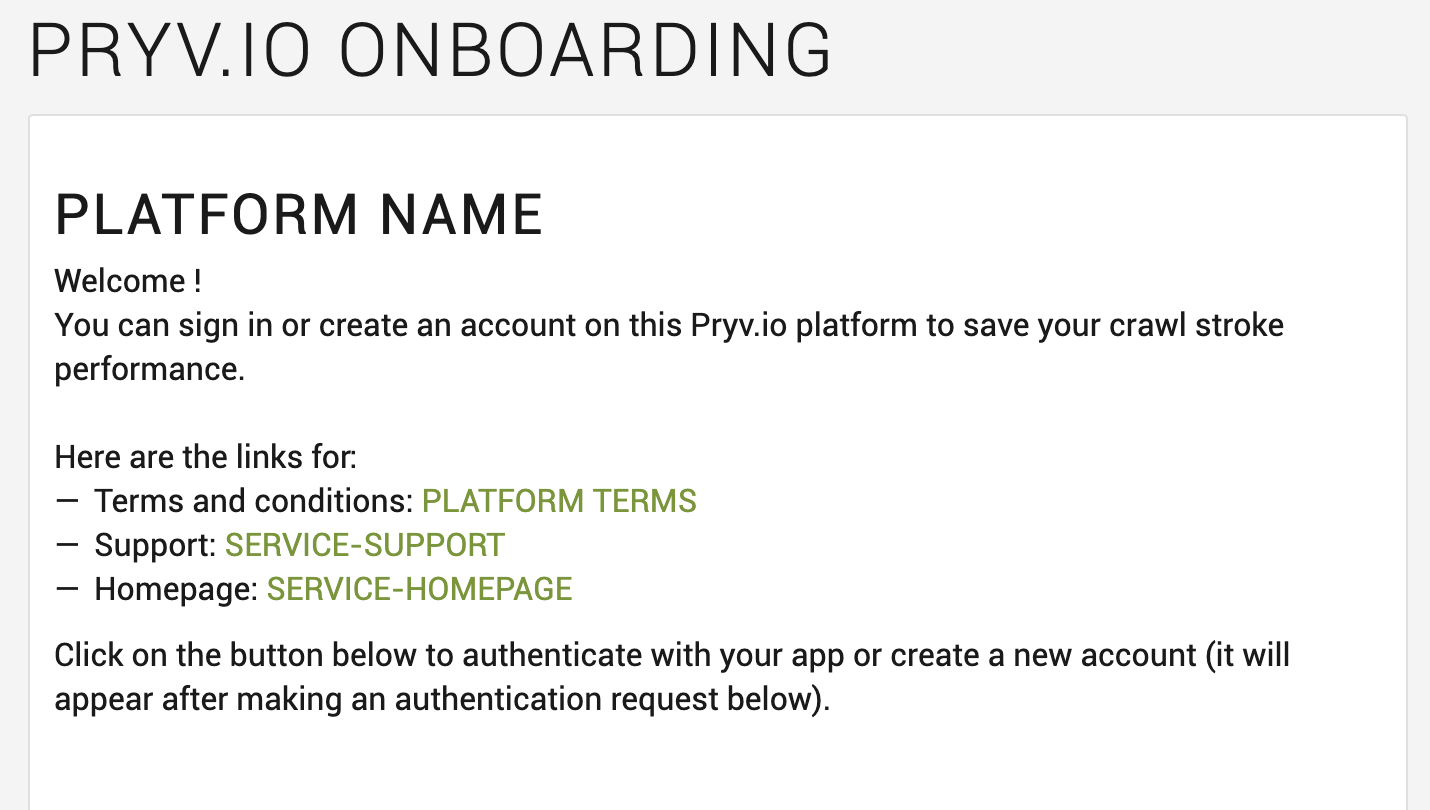 PRYV.IO ONBOARDING
PLATFORM NAME
Welcome !
You can sign in or create an account on this Pryv.io platform to save your crawl stroke
performance.
Here are the links for:
— Terms and conditions: PLATFORM TERMS
— Support: SERVICE-SUPPORT
— Homepage: SERVICE-HOMEPAGE
Click on the button below to authenticate with your app or create a new account (it will
appear after making an authentication request below).